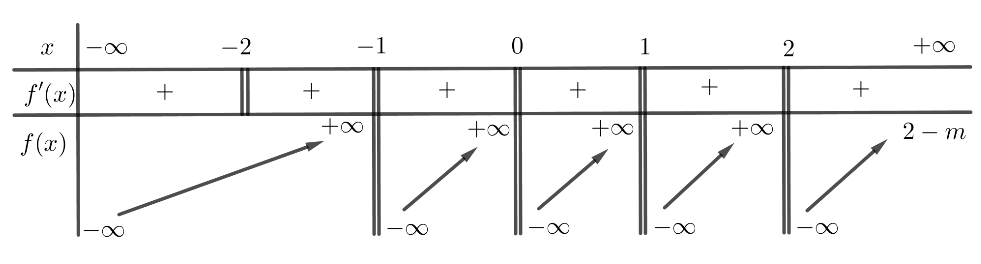 x −∞ −2 −1 0 1 2 +∞
f′(x) + + + + + +
+∞ +∞ +∞ +∞ 2 − m
f(x)
−∞ −∞ −∞ −∞ −∞